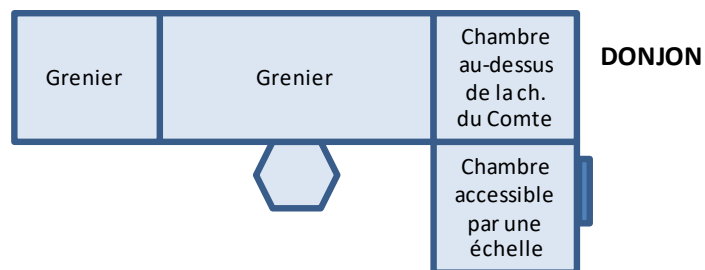 Grenier
Grenier
Chambre
au-dessus
de la ch.
du Comte
DONJON
Chambre
accessible
par une
échelle